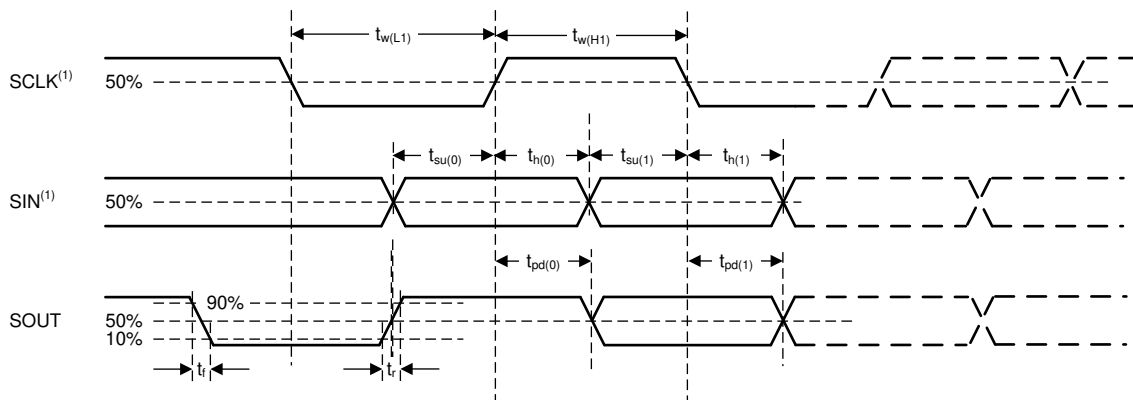 t_w(L1) t_w(H1)
SCLK(1) 50%
t_su(0) t_h(0) t_su(1) t_h(1)
SIN(1) 50%
t_pd(0) t_pd(1)
90%
SOUT 50%
10%
t_f t_r